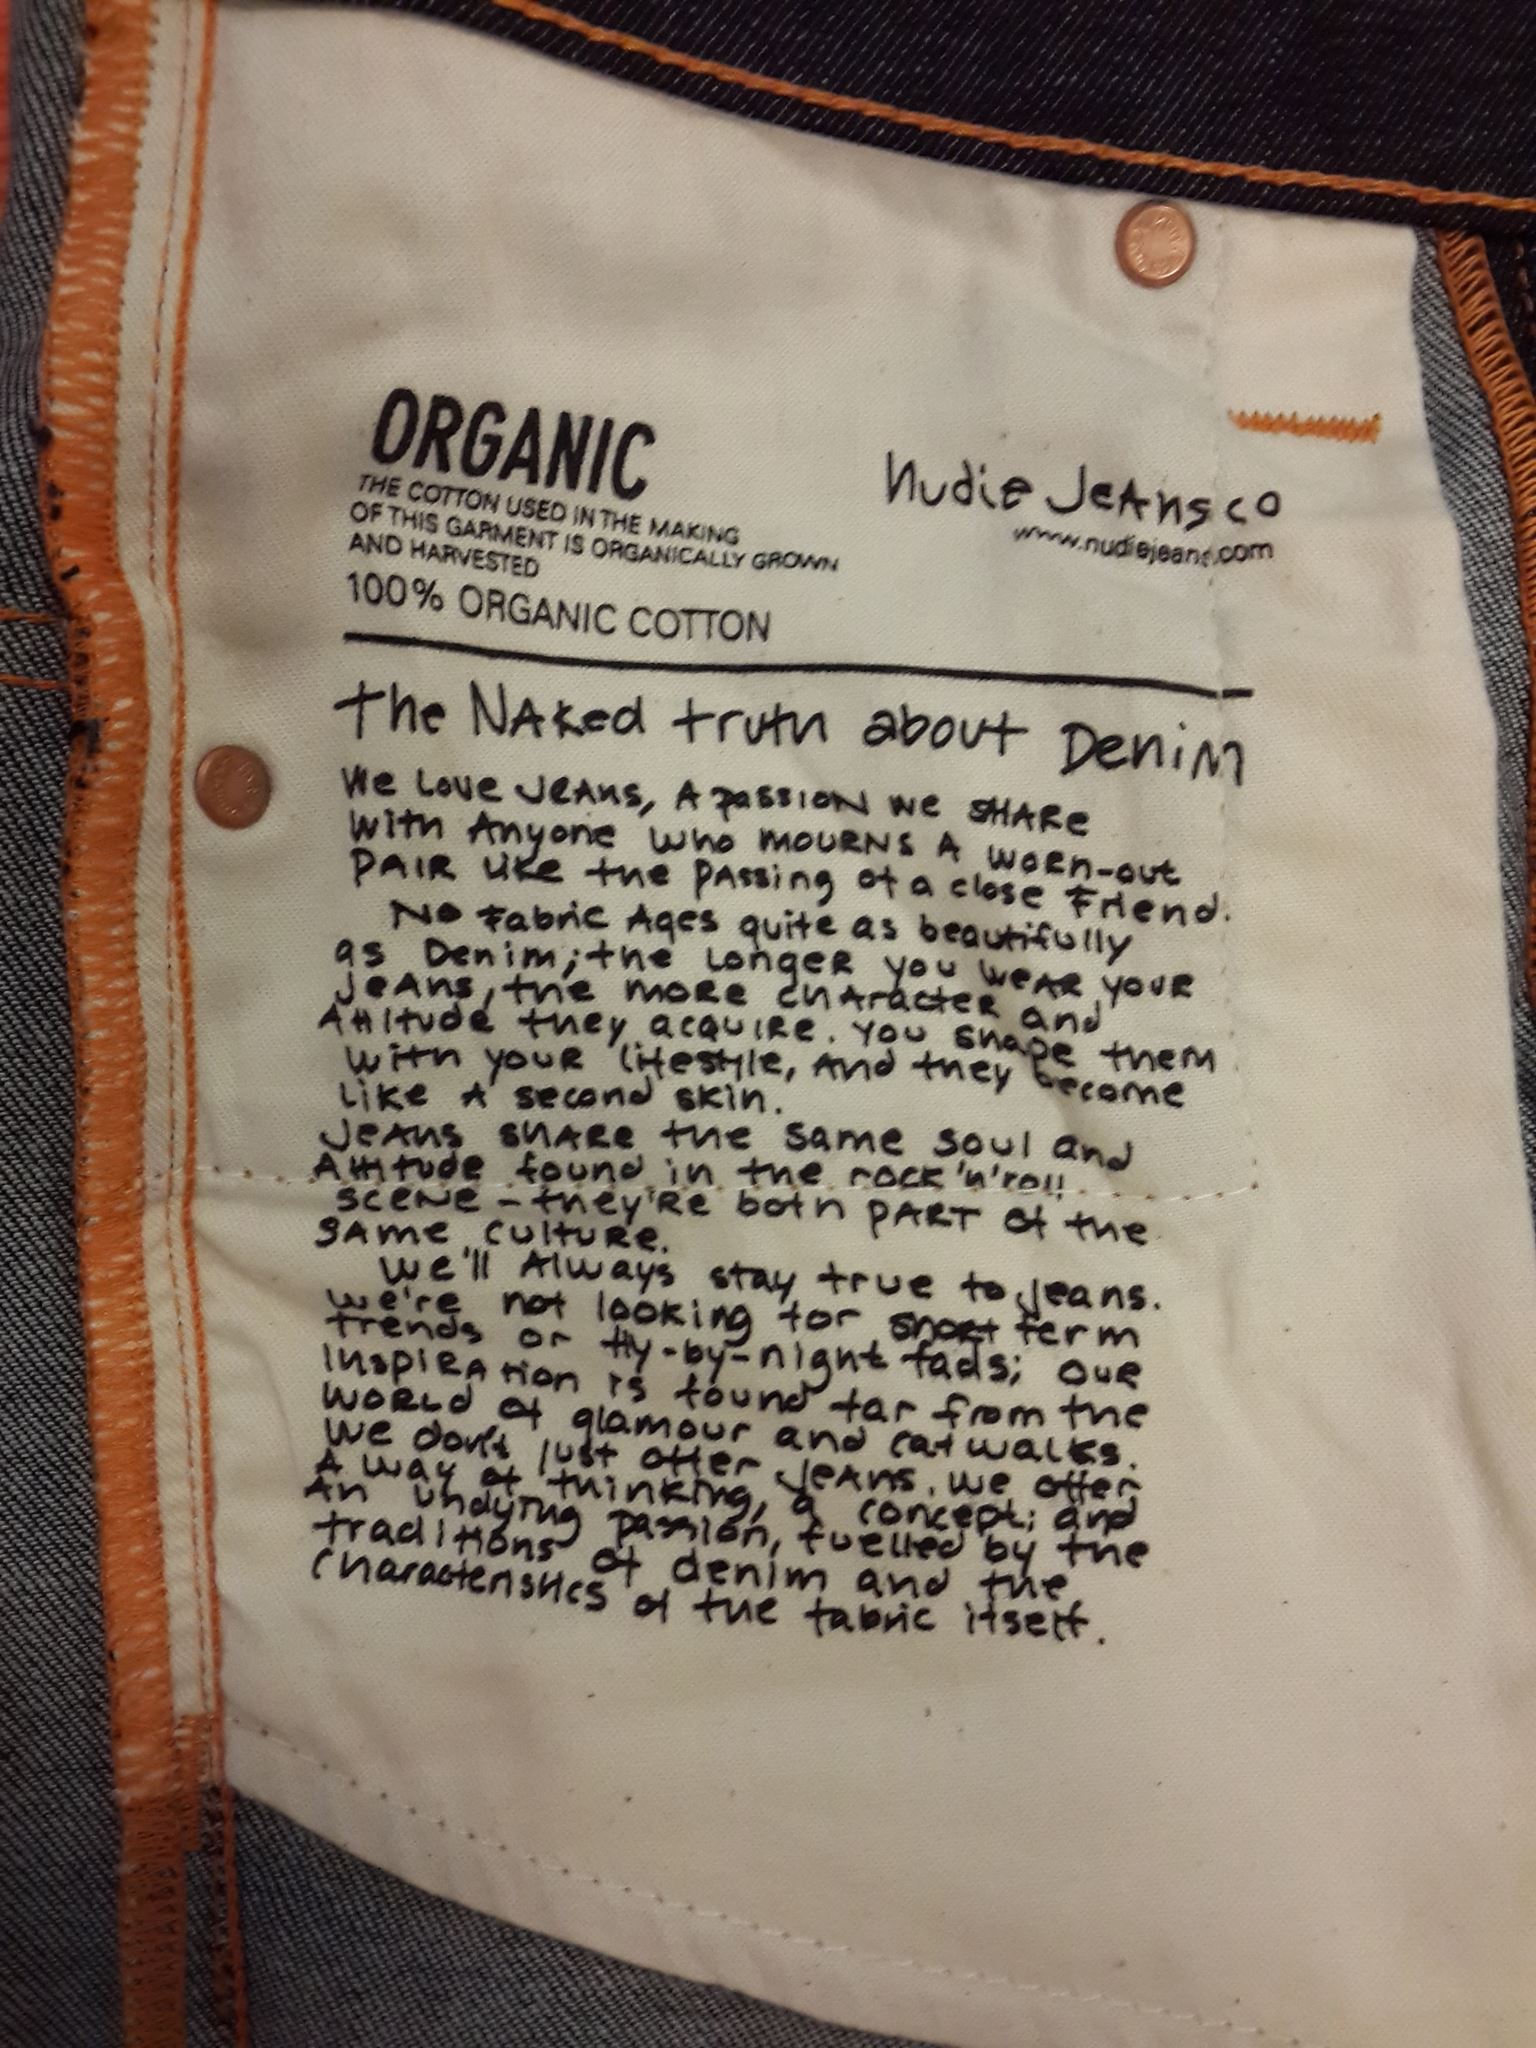 ORGANIC
THE COTTON USED IN THE MAKING
OF THIS GARMENT IS ORGANICALLY GROWN
AND HARVESTED
100% ORGANIC COTTON
Nudie Jeans co
www.nudiejeans.com
The Naked truth about Denim
We Love Jeans, A passion we share
with Anyone who mourns A worn-out
pair like the passing of a close Friend.
No Fabric Ages quite as beautifully
as Denim; the Longer you wear your
Jeans, the more character and
Attitude they acquire. You shape them
with your lifestyle, And they become
like A second skin.
Jeans share the same soul and
Attitude found in the rock 'n' roll
scene - they're both part of the
same culture.
We'll Always stay true to jeans.
We're not looking for short term
trends or fly-by-night fads; our
inspiration is found far from the
world of glamour and catwalks.
We don't just offer Jeans. We offer
A way of thinking, a concept; and
An undying passion, fuelled by the
traditions of denim and the
characteristics of the fabric itself.